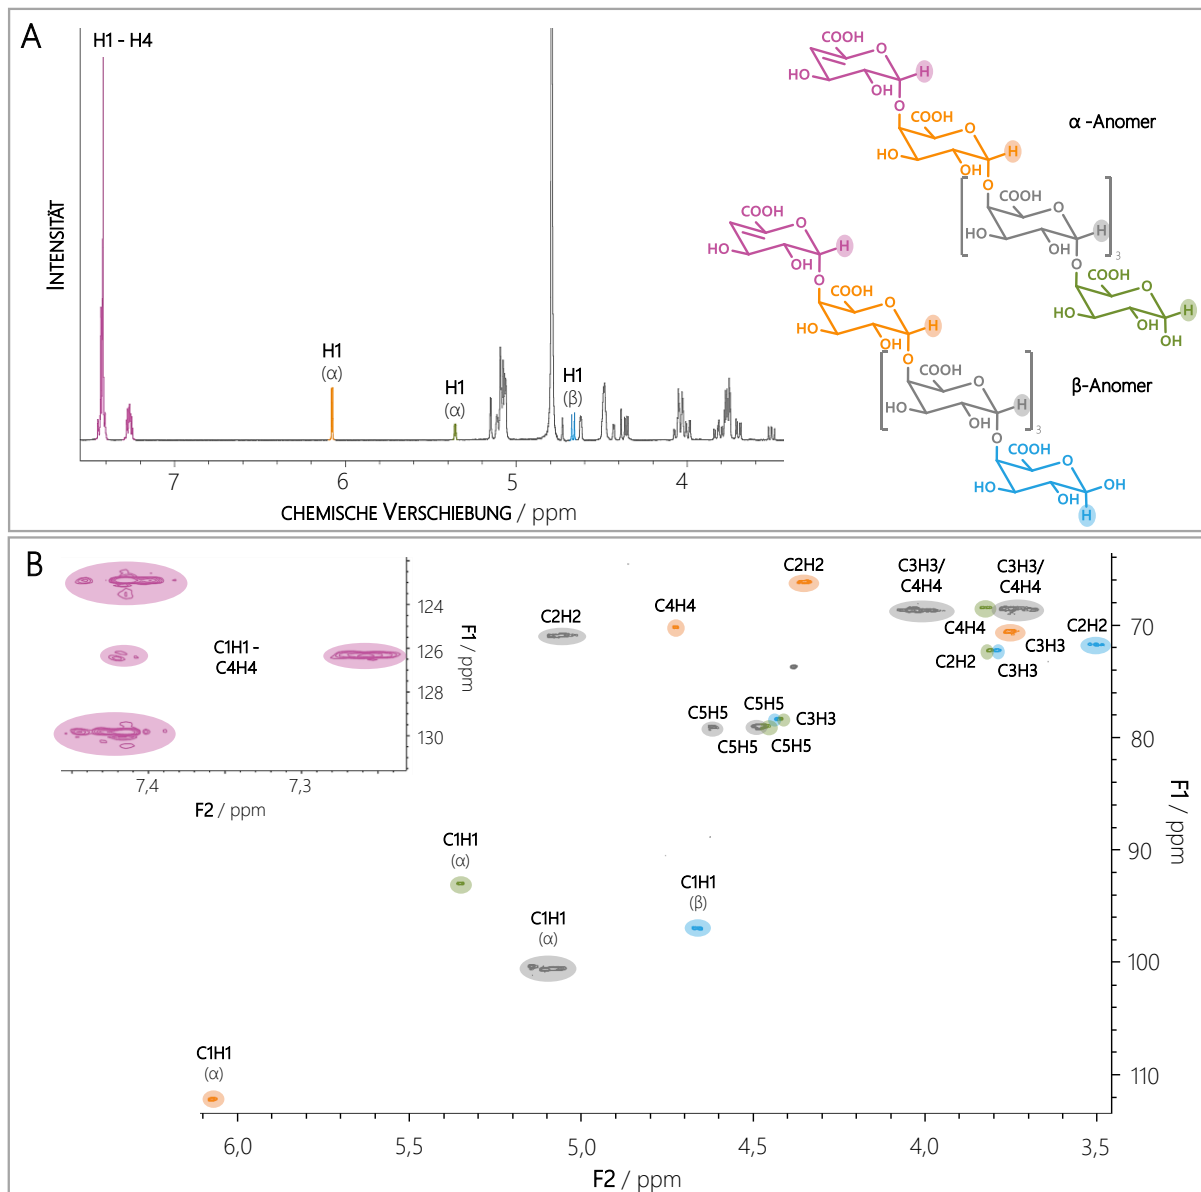 A
H1 - H4
H1
(α)
H1
(α)
H1
(β)
INTENSITÄT
7
6
5
4
CHEMISCHE VERSCHIEBUNG / ppm
COOH
O
H
HO
OH
O
COOH
O
H
HO
OH
O
COOH
O
H
HO
OH
3
O
COOH
O
H
HO
OH
OH
α -Anomer
COOH
O
H
HO
OH
O
COOH
O
H
HO
OH
O
COOH
O
H
HO
OH
3
O
COOH
O
OH
HO
OH
H
β-Anomer
B
124
126
128
130
F1 / ppm
C1H1 -
C4H4
7,4
7,3
F2 / ppm
C2H2
C4H4
C2H2
C3H3/
C4H4
C3H3/
C4H4
C4H4
C3H3
C2H2
C2H2
C3H3
C5H5
C5H5
C5H5
C5H5
C3H3
C1H1
(α)
C1H1
(β)
C1H1
(α)
C1H1
(α)
70
80
90
100
110
F1 / ppm
6,0
5,5
5,0
4,5
4,0
3,5
F2 / ppm